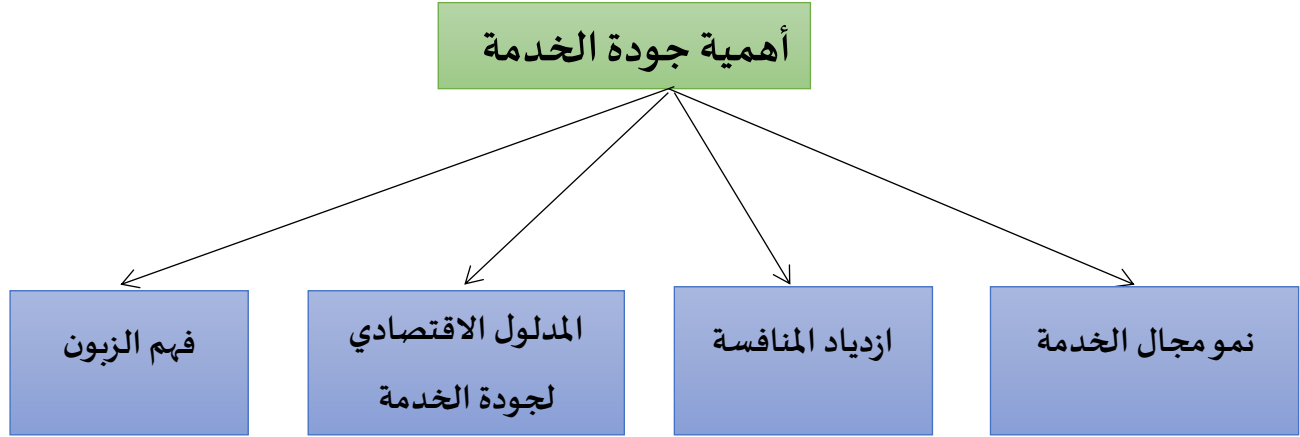 أهمية جودة الخدمة
نمو مجال الخدمة
ازدياد المنافسة
المدلول الاقتصادي
لجودة الخدمة
فهم الزبون